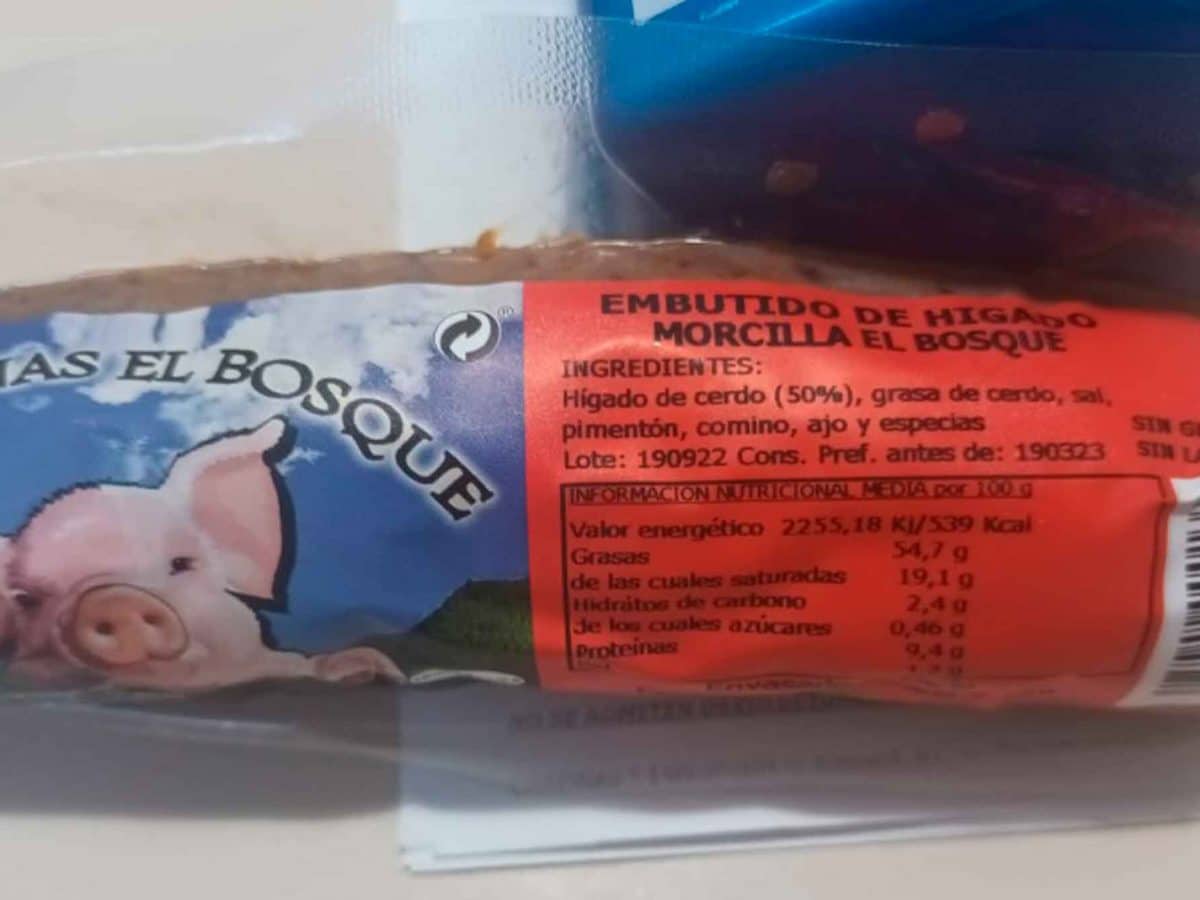 EL BOSQUE
EMBUTIDO DE HIGADO
MORCILLA EL BOSQUE
INGREDIENTES:
Hígado de cerdo (50%), grasa de cerdo, sal,
pimentón, comino, ajo y especias
Lote: 190922 Cons. Pref. antes de: 190323
SIN
SIN
INFORMACION NUTRICIONAL MEDIA por 100 g
Valor energético 2255,18 Kj/539 Kcal
Grasas 54,7 g
de las cuales saturadas 19,1 g
Hidratos de carbono 2,4 g
de los cuales azúcares 0,46 g
Proteínas 9,4 g
NO SE ADMITEN